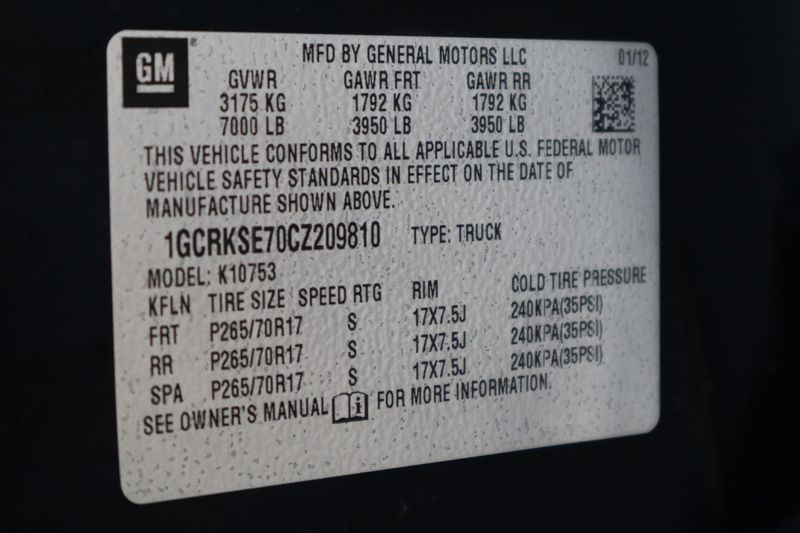 GM
MFD BY GENERAL MOTORS LLC 01/12
GVWR GAWR FRT GAWR RR
3175 KG 1792 KG 1792 KG
7000 LB 3950 LB 3950 LB
THIS VEHICLE CONFORMS TO ALL APPLICABLE U.S. FEDERAL MOTOR
VEHICLE SAFETY STANDARDS IN EFFECT ON THE DATE OF
MANUFACTURE SHOWN ABOVE.
1GCRKSE70CZ209810 TYPE: TRUCK
MODEL: K10753
KFLN TIRE SIZE SPEED RTG RIM COLD TIRE PRESSURE
FRT P265/70R17 S 17X7.5J 240KPA(35PSI)
RR P265/70R17 S 17X7.5J 240KPA(35PSI)
SPA P265/70R17 S 17X7.5J 240KPA(35PSI)
SEE OWNER'S MANUAL FOR MORE INFORMATION.